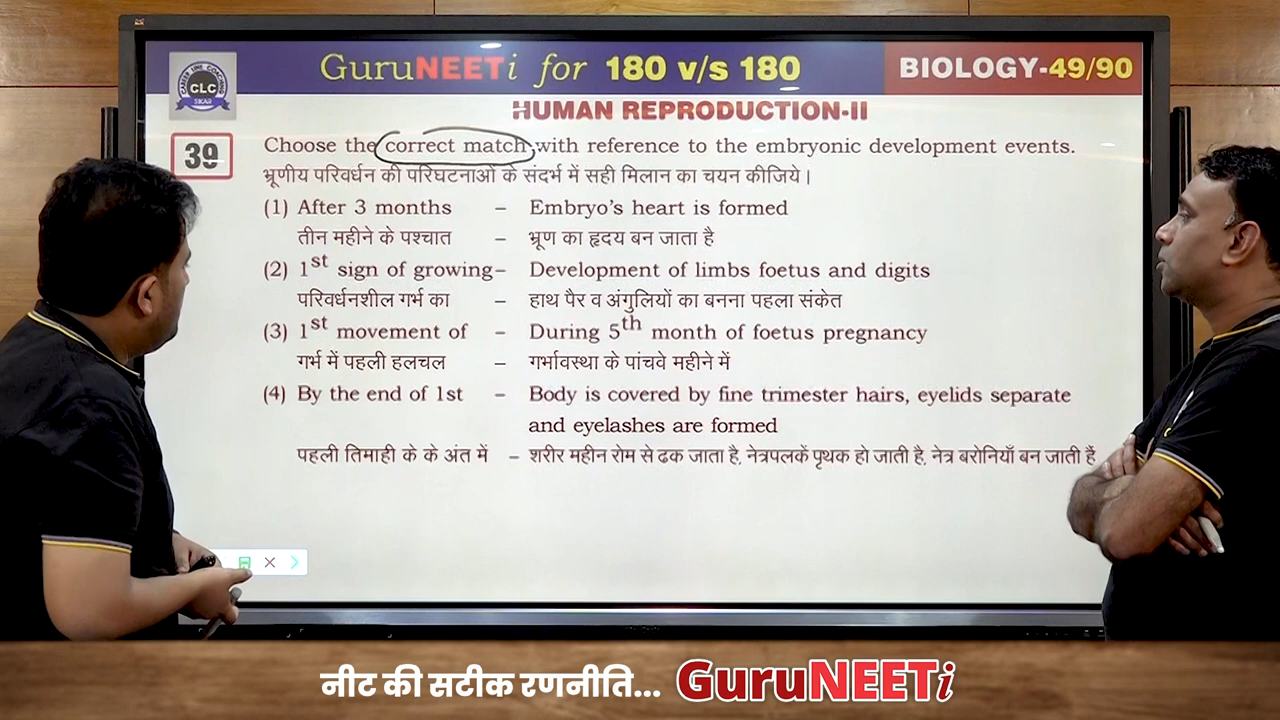 GuruNEETi for 180 v/s 180
BIOLOGY-49/90
CAREER LINE COACHING
CLC
SIKAR
HUMAN REPRODUCTION-II
39
Choose the correct match with reference to the embryonic development events.
भ्रूणीय परिवर्धन की परिघटनाओं के संदर्भ में सही मिलान का चयन कीजिये।
(1) After 3 months – Embryo's heart is formed
तीन महीने के पश्चात – भ्रूण का हृदय बन जाता है
(2) 1st sign of growing – Development of limbs foetus and digits
परिवर्धनशील गर्भ का – हाथ पैर व अंगुलियों का बनना पहला संकेत
(3) 1st movement of – During 5th month of foetus pregnancy
गर्भ में पहली हलचल – गर्भावस्था के पांचवे महीने में
(4) By the end of 1st – Body is covered by fine trimester hairs, eyelids separate
and eyelashes are formed
पहली तिमाही के के अंत में – शरीर महीन रोम से ढक जाता है, नेत्रपलकें पृथक हो जाती है, नेत्र बरोनियाँ बन जाती हैं
नीट की सटीक रणनीति... GuruNEETi